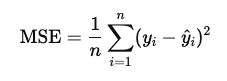 MSE = \frac{1}{n} \sum_{i=1}^{n} (y_i - \hat{y}_i)^2